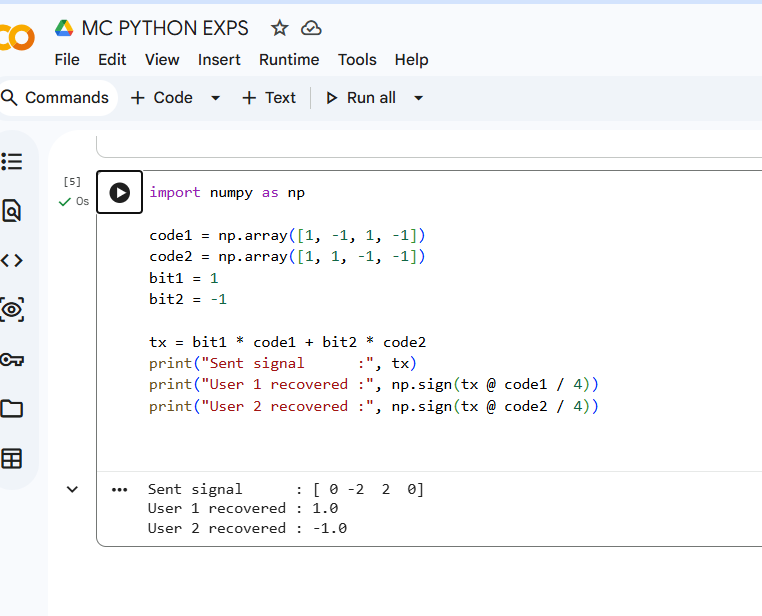 MC PYTHON EXPS
File Edit View Insert Runtime Tools Help
Commands + Code + Text Run all
[5]
0s
import numpy as np
code1 = np.array([1, -1, 1, -1])
code2 = np.array([1, 1, -1, -1])
bit1 = 1
bit2 = -1
tx = bit1 * code1 + bit2 * code2
print("Sent signal      :", tx)
print("User 1 recovered :", np.sign(tx @ code1 / 4))
print("User 2 recovered :", np.sign(tx @ code2 / 4))
Sent signal      : [ 0 -2  2  0]
User 1 recovered : 1.0
User 2 recovered : -1.0